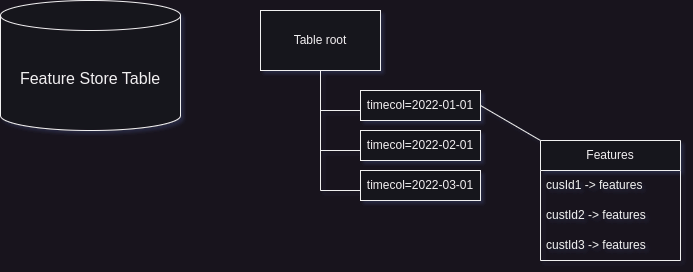 Feature Store Table
Table root
timecol=2022-01-01
timecol=2022-02-01
timecol=2022-03-01
Features
cusId1 -> features
custId2 -> features
custId3 -> features